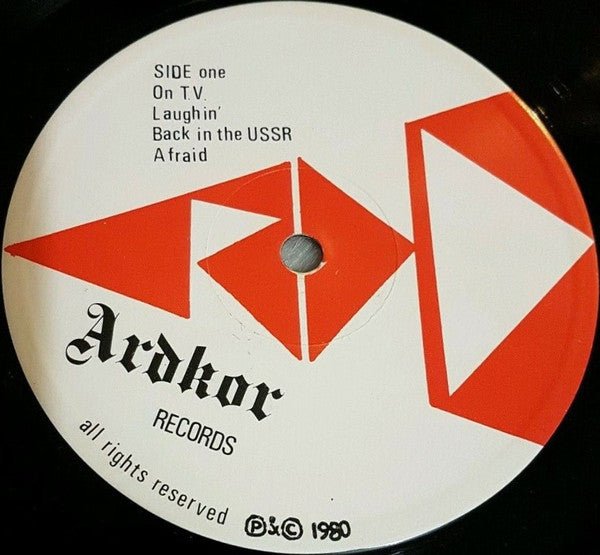 SIDE one
On T.V.
Laughin'
Back in the USSR
Afraid
Ardkor
RECORDS
all rights reserved
Ⓟ&© 1980